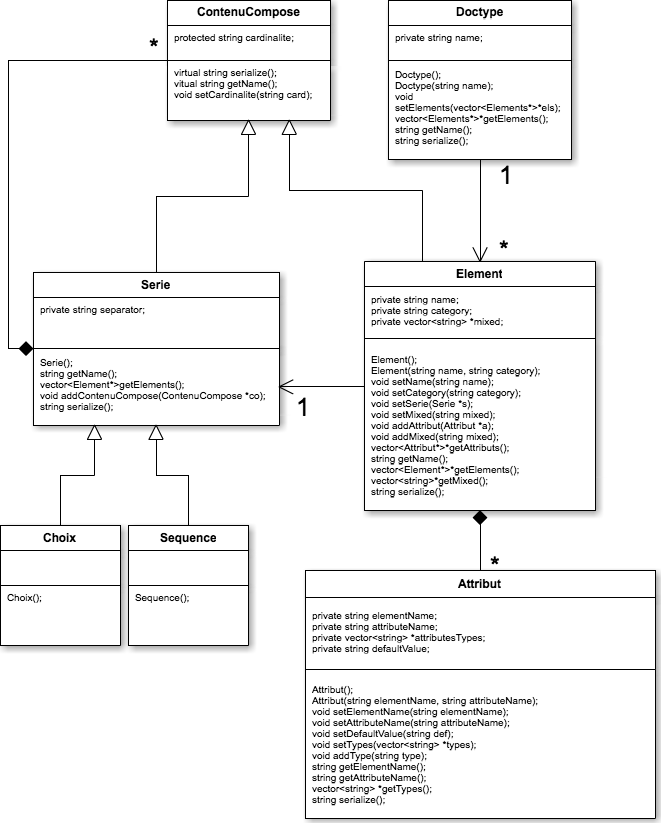 ContenuCompose
protected string cardinalite;
virtual string serialize();
vitual string getName();
void setCardinalite(string card);
*
Doctype
private string name;
Doctype();
Doctype(string name);
void
setElements(vector<Elements*>*els);
vector<Elements*>*getElements();
string getName();
string serialize();
1
*
Serie
private string separator;
Serie();
string getName();
vector<Element*>getElements();
void addContenuCompose(ContenuCompose *co);
string serialize();
1
Element
private string name;
private string category;
private vector<string> *mixed;
Element();
Element(string name, string category);
void setName(string name);
void setCategory(string category);
void setSerie(Serie *s);
void setMixed(string mixed);
void addAttribut(Attribut *a);
void addMixed(string mixed);
vector<Attribut*>*getAttributs();
string getName();
vector<Element*>*getElements();
vector<string>*getMixed();
string serialize();
*
Choix
Choix();
Sequence
Sequence();
Attribut
private string elementName;
private string attributeName;
private vector<string> *attributesTypes;
private string defaultValue;
Attribut();
Attribut(string elementName, string attributeName);
void setElementName(string elementName);
void setAttributeName(string attributeName);
void setDefaultValue(string def);
void setTypes(vector<string> *types);
void addType(string type);
string getElementName();
string getAttributeName();
vector<string> *getTypes();
string serialize();